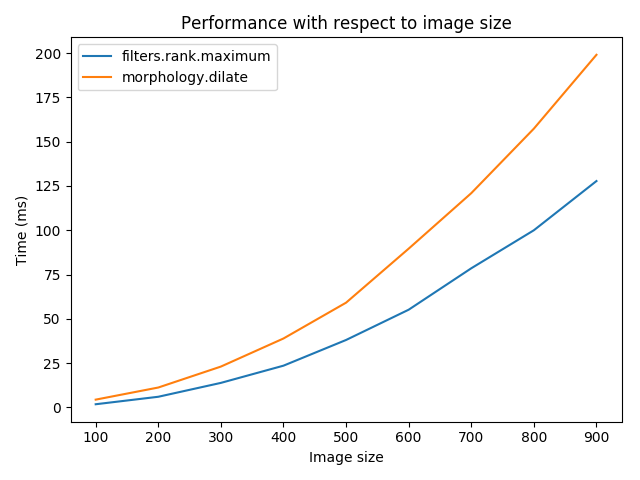 Performance with respect to image size
filters.rank.maximum
morphology.dilate
Time (ms)
200
175
150
125
100
75
50
25
0
100 200 300 400 500 600 700 800 900
Image size